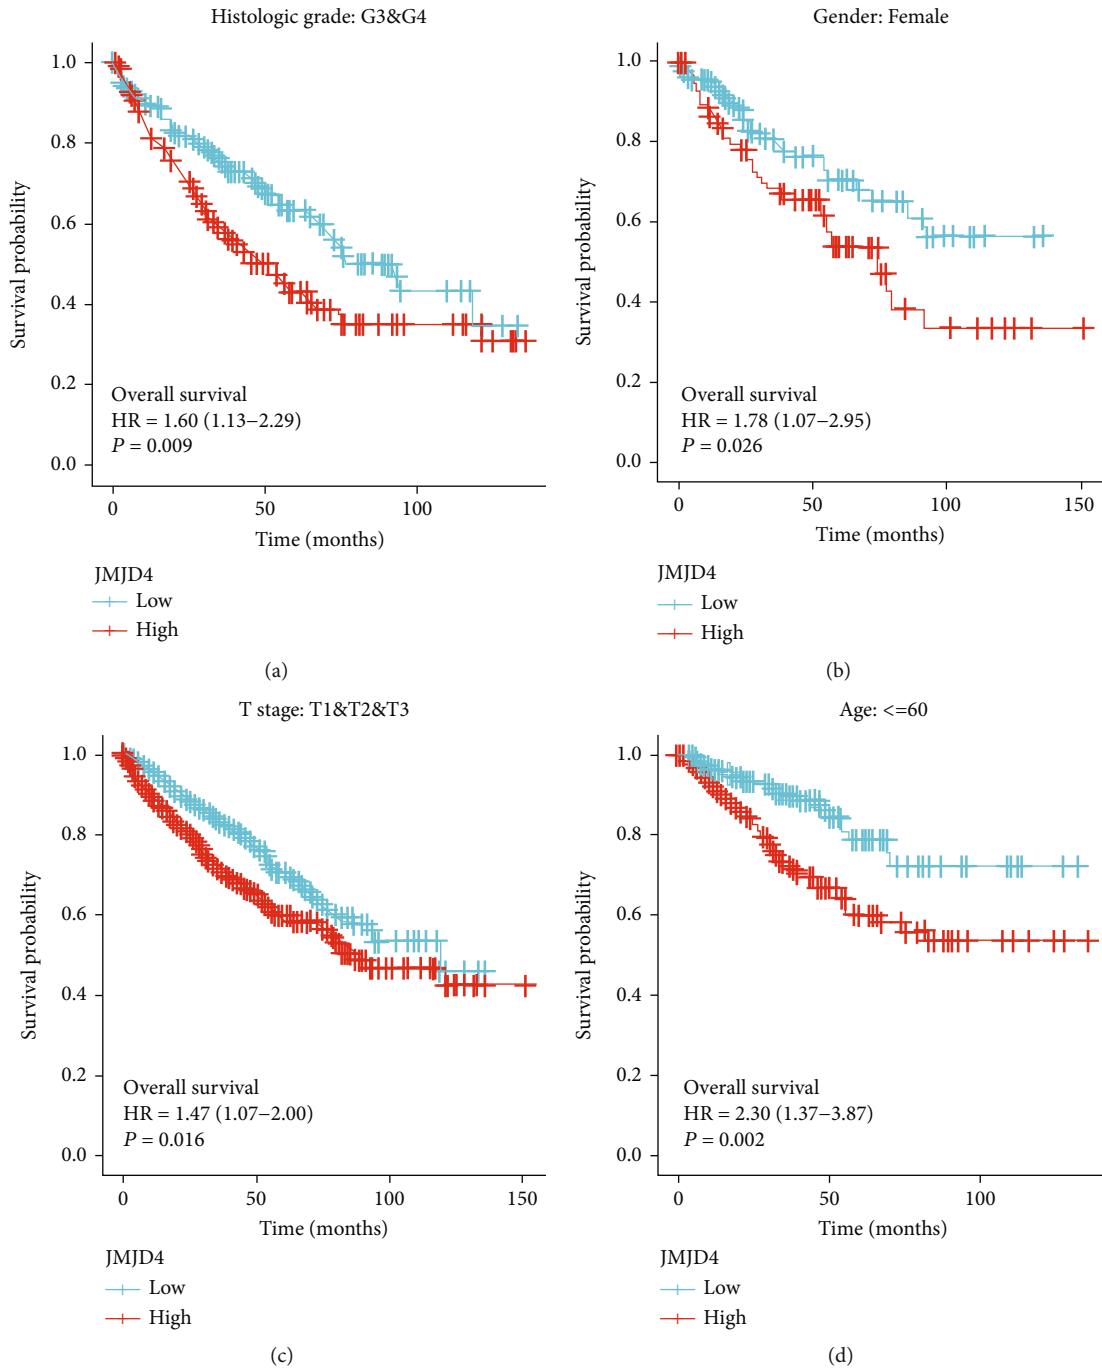 Histologic grade: G3&G4
1.0
0.8
0.6
0.4
0.2
0.0
Survival probability
Overall survival
HR = 1.60 (1.13−2.29)
P = 0.009
0 50 100
Time (months)
JMJD4
Low
High
(a)
Gender: Female
1.0
0.8
0.6
0.4
0.2
0.0
Survival probability
Overall survival
HR = 1.78 (1.07−2.95)
P = 0.026
0 50 100 150
Time (months)
JMJD4
Low
High
(b)
T stage: T1&T2&T3
1.0
0.8
0.6
0.4
0.2
0.0
Survival probability
Overall survival
HR = 1.47 (1.07−2.00)
P = 0.016
0 50 100 150
Time (months)
JMJD4
Low
High
(c)
Age: <=60
1.0
0.8
0.6
0.4
0.2
0.0
Survival probability
Overall survival
HR = 2.30 (1.37−3.87)
P = 0.002
0 50 100
Time (months)
JMJD4
Low
High
(d)